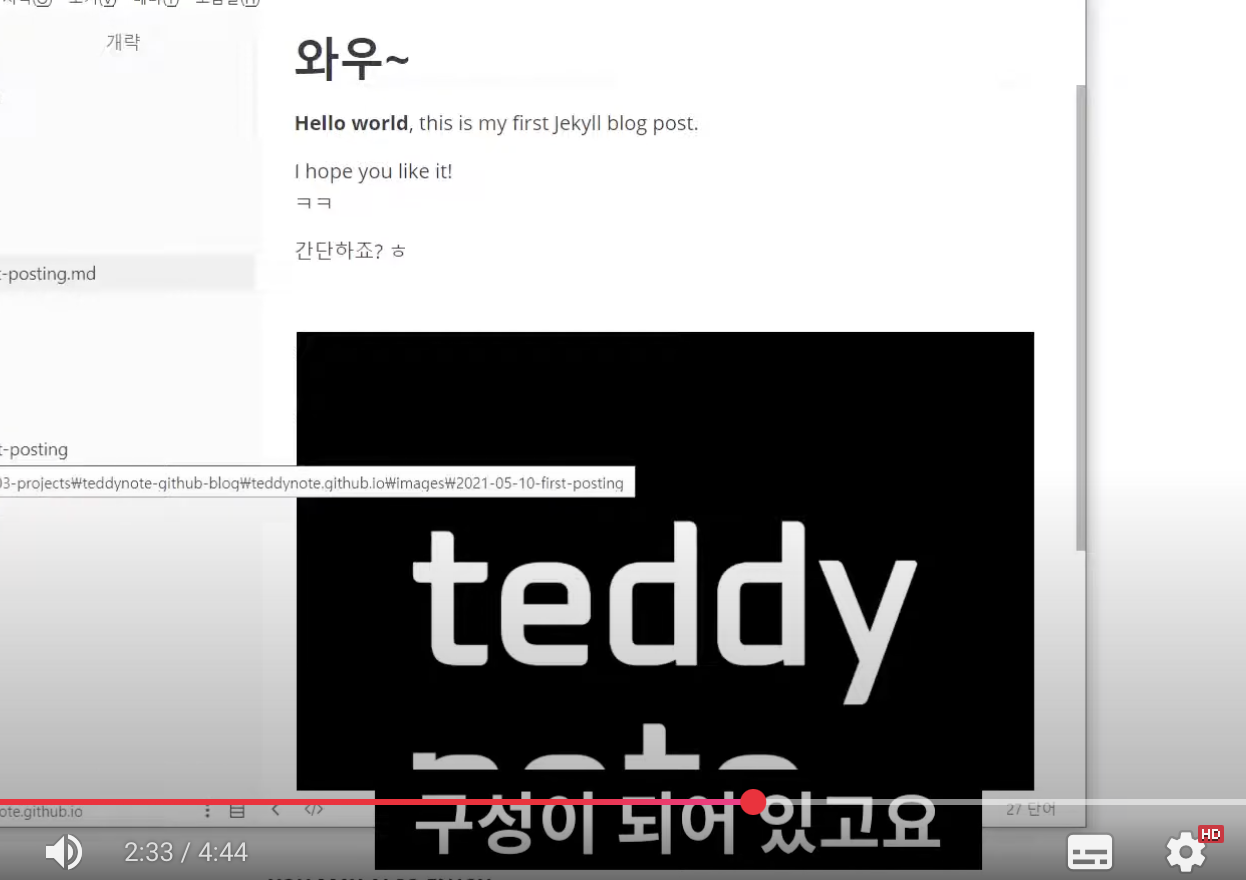 개략
와우~
Hello world, this is my first Jekyll blog post.
I hope you like it!
ㅋㅋ
간단하죠? ㅎ
t-posting.md
t-posting
03-projects₩teddynote-github-blog₩teddynote.github.io₩images₩2021-05-10-first-posting
teddy
note
ote.github.io
27 단어
구성이 되어 있고요
2:33 / 4:44
HD